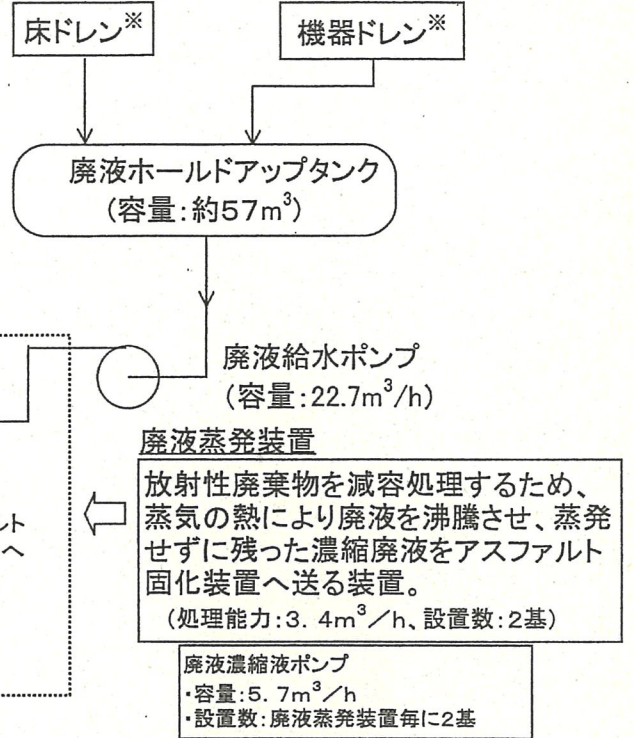 床ドレン※
機器ドレン※
廃液ホールドアップタンク
(容量:約57m³)
廃液給水ポンプ
(容量:22.7m³/h)
廃液蒸発装置
放射性廃棄物を減容処理するため、
蒸気の熱により廃液を沸騰させ、蒸発
せずに残った濃縮廃液をアスファルト
固化装置へ送る装置。
(処理能力:3.4m³/h、設置数:2基)
ルト
へ
廃液濃縮液ポンプ
・容量:5.7m³/h
・設置数:廃液蒸発装置毎に2基